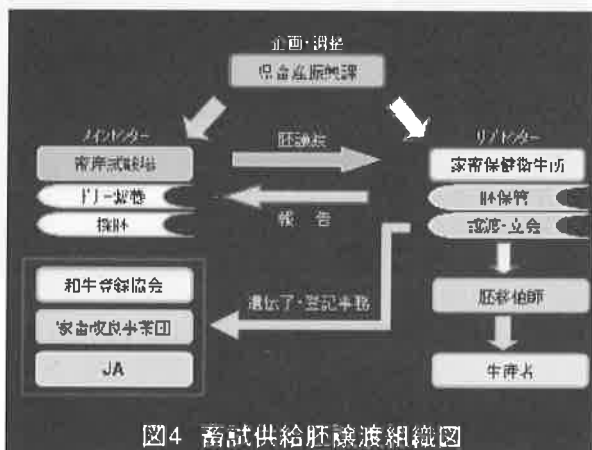 企画・調整
県畜産振興課
メインセンター
畜産試験場
ドナー繋養
採胚
胚譲渡
報 告
サブセンター
家畜保健衛生所
胚保管
譲渡・立会
和牛登録協会
家畜改良事業団
JA
遺伝子・登記事務
胚移植師
生産者
図4 畜試供給胚譲渡組織図